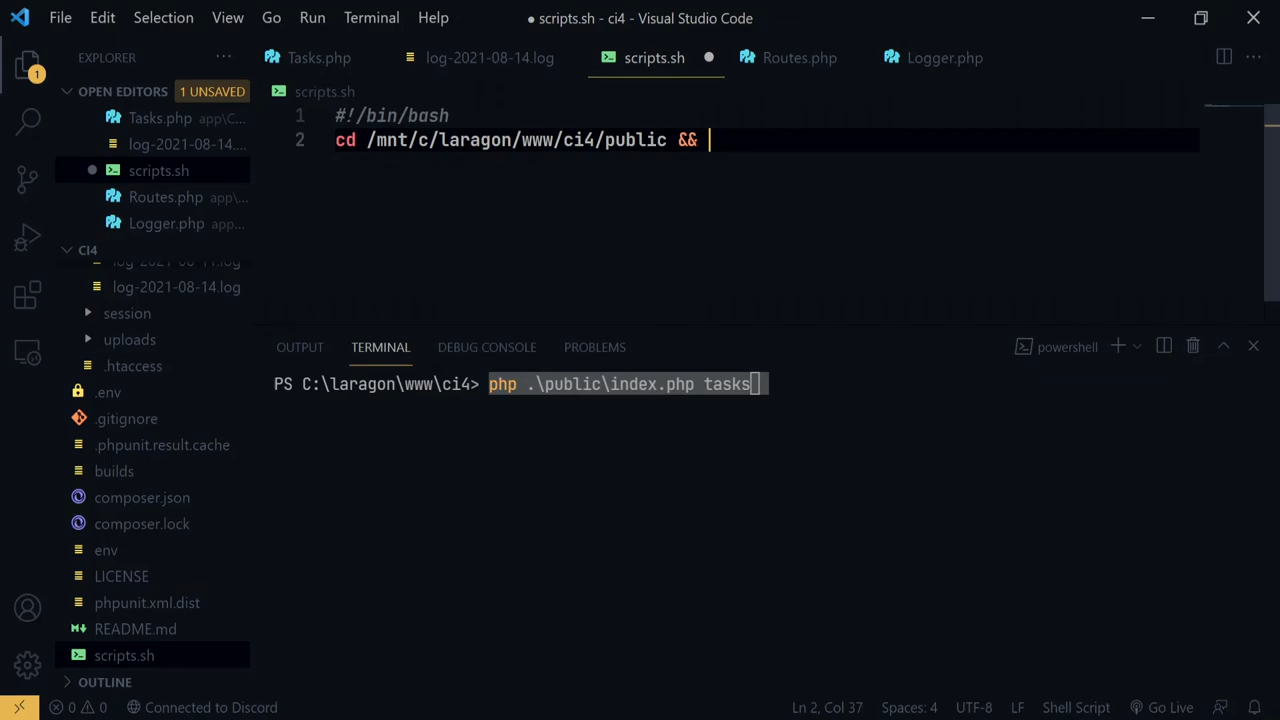 File Edit Selection View Go Run Terminal Help
● scripts.sh - ci4 - Visual Studio Code
EXPLORER ···
Tasks.php log-2021-08-14.log scripts.sh ● Routes.php Logger.php ···
1
OPEN EDITORS 1 UNSAVED
Tasks.php app\C...
log-2021-08-14....
scripts.sh
Routes.php app\...
Logger.php app...
CI4
log-2021-08-14.log
session
uploads
.htaccess
.env
.gitignore
.phpunit.result.cache
builds
composer.json
composer.lock
env
LICENSE
phpunit.xml.dist
README.md
scripts.sh
OUTLINE
scripts.sh
1 #!/bin/bash
2 cd /mnt/c/laragon/www/ci4/public &&
OUTPUT TERMINAL DEBUG CONSOLE PROBLEMS powershell
PS C:\laragon\www\ci4> php .\public\index.php tasks
0 0 Connected to Discord Ln 2, Col 37 Spaces: 4 UTF-8 LF Shell Script Go Live